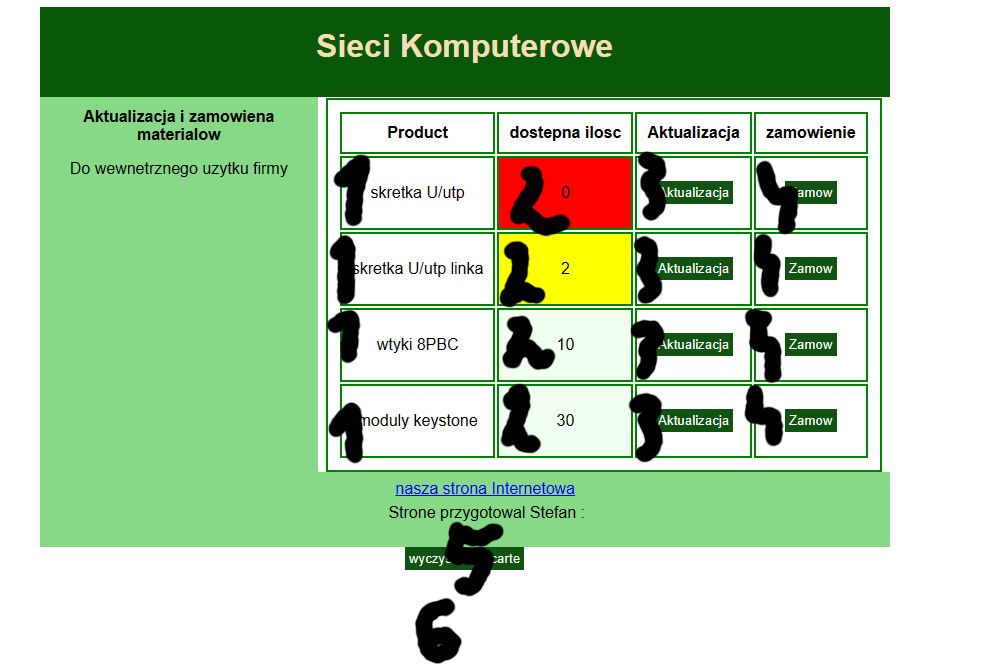 Sieci Komputerowe
Aktualizacja i zamowiena
materialow
Do wewnetrznego uzytku firmy
Product dostepna ilosc Aktualizacja zamowienie
1 skretka U/utp 2 0 3 Aktualizacja 4 Zamow
1 skretka U/utp linka 2 2 3 Aktualizacja 4 Zamow
1 wtyki 8PBC 2 10 3 Aktualizacja 4 Zamow
1 moduly keystone 2 30 3 Aktualizacja 4 Zamow
nasza strona Internetowa
Strone przygotowal Stefan :
5
6